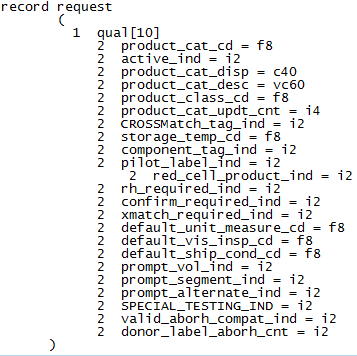 record request
(
1 qual[10]
2 product_cat_cd = f8
2 active_ind = i2
2 product_cat_disp = c40
2 product_cat_desc = vc60
2 product_class_cd = f8
2 product_cat_updt_cnt = i4
2 CROSSMatch_tag_ind = i2
2 storage_temp_cd = f8
2 component_tag_ind = i2
2 pilot_label_ind = i2
2 red_cell_product_ind = i2
2 rh_required_ind = i2
2 confirm_required_ind = i2
2 xmatch_required_ind = i2
2 default_unit_measure_cd = f8
2 default_vis_insp_cd = f8
2 default_ship_cond_cd = f8
2 prompt_vol_ind = i2
2 prompt_segment_ind = i2
2 prompt_alternate_ind = i2
2 SPECIAL_TESTING_IND = i2
2 valid_aborh_compat_ind = i2
2 donor_label_aborh_cnt = i2
)